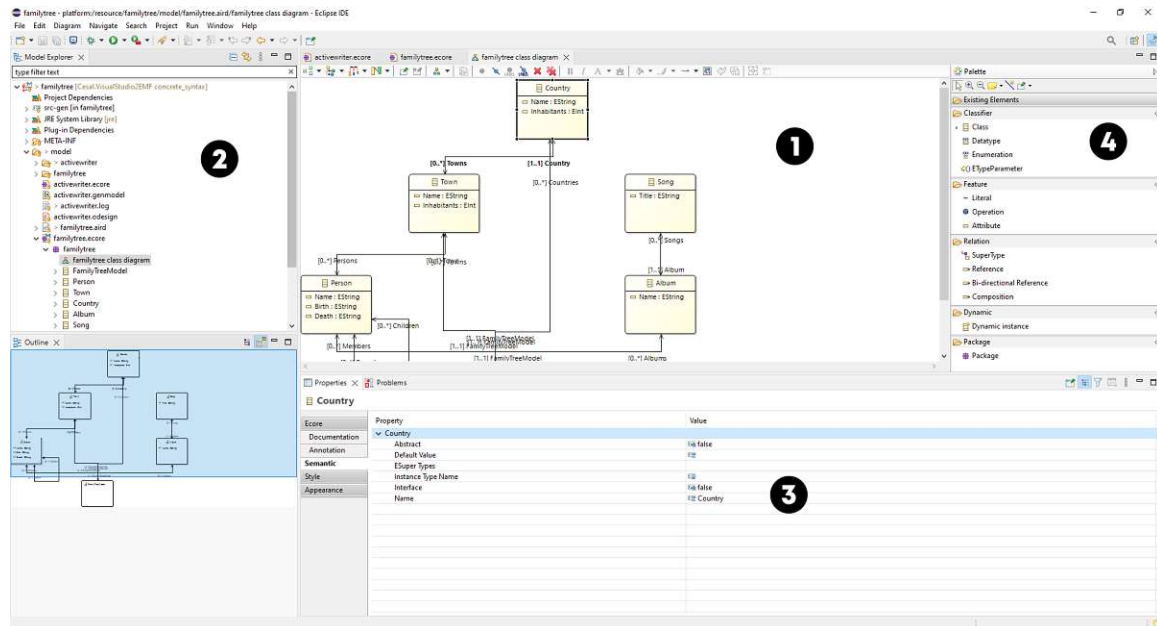 familytree - platform:/resource/familytree/model/familytree.aird/familytree class diagram - Eclipse IDE
File Edit Diagram Navigate Search Project Run Window Help
Model Explorer
type filter text
familytree [Cesal.VisualStudio2EMF concrete_syntax]
Project Dependencies
src-gen [in familytree]
JRE System Library [jre]
Plug-in Dependencies
META-INF
> model
> activewriter
familytree
activewriter.ecore
activewriter.genmodel
> activewriter.log
activewriter.odesign
> familytree.aird
familytree.ecore
familytree
familytree class diagram
FamilyTreeModel
Person
Town
Country
Album
Song
2
Outline
activewriter.ecore
familytree.ecore
familytree class diagram
Country
Name : EString
Inhabitants : EInt
1
[0..*] Towns
[1..1] Country
[0..*] Countries
Town
Name : EString
Inhabitants : EInt
Song
Title : EString
[0..*] Persons
[0..*] Songs
[1..1] Album
Person
Name : EString
Birth : EString
Death : EString
Album
Name : EString
[0..*] Children
[0..*] Members
[1..1] FamilyTreeModel
[1..1] FamilyTreeModel
[0..*] Albums
Palette
Existing Elements
Classifier
Class
Datatype
Enumeration
ETypeParameter
4
Feature
Literal
Operation
Attribute
Relation
SuperType
Reference
Bi-directional Reference
Composition
Dynamic
Dynamic instance
Package
Package
Properties
Problems
Country
Ecore
Documentation
Annotation
Semantic
Style
Appearance
Property Value
Country
Abstract false
Default Value
ESuper Types
Instance Type Name
Interface false
Name Country
3